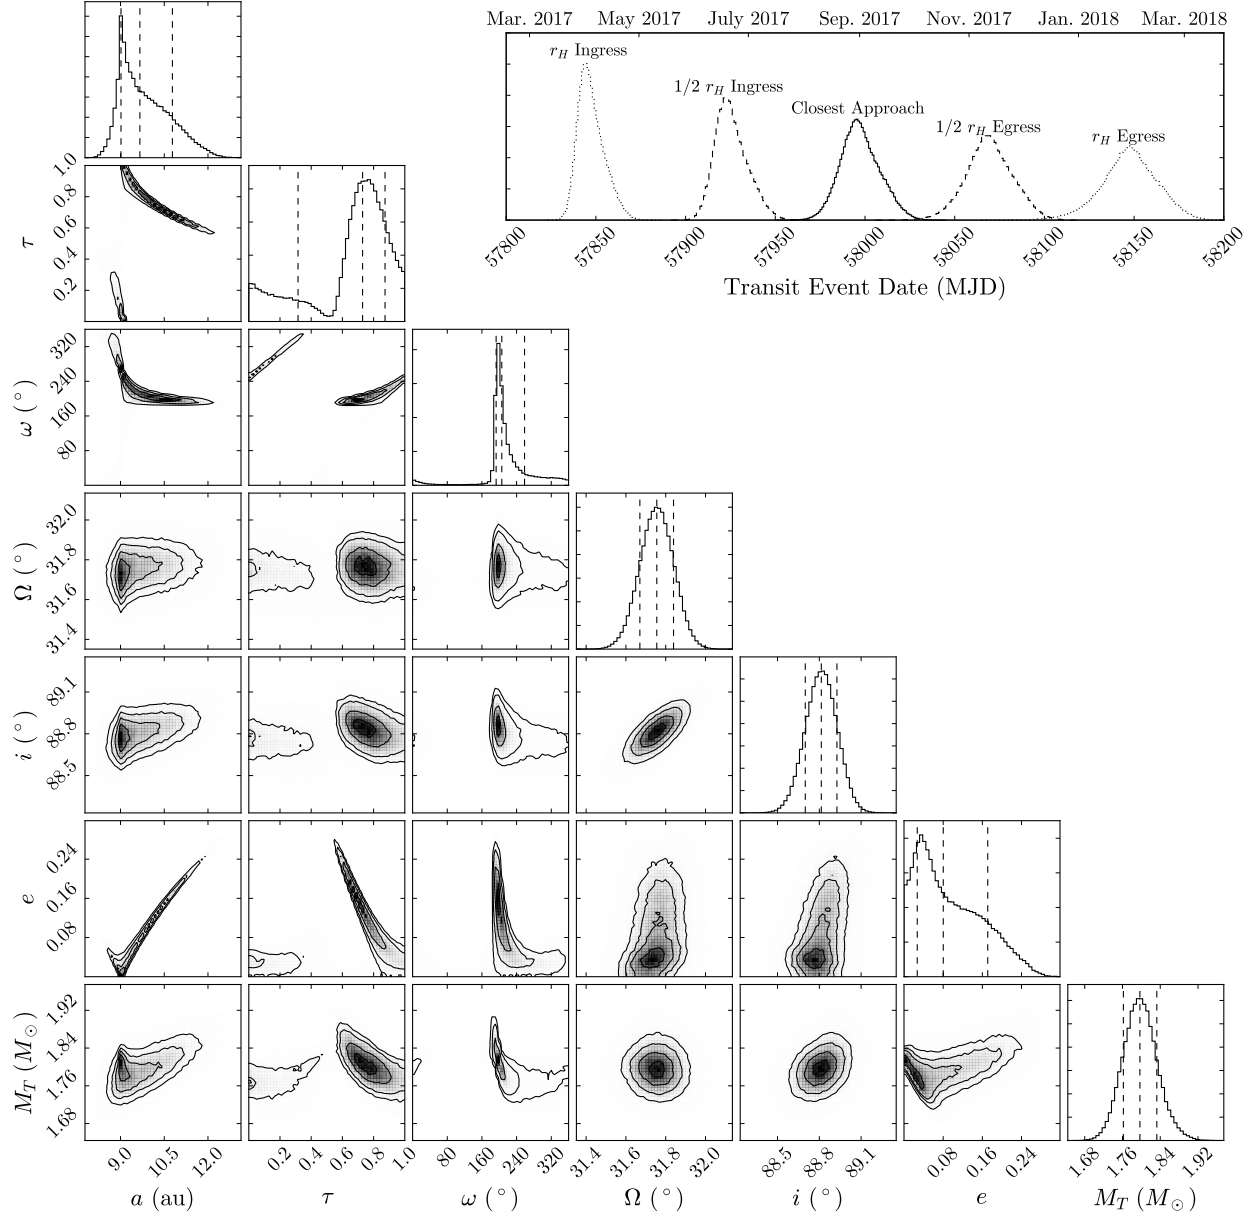 Mar. 2017 May 2017 July 2017 Sep. 2017 Nov. 2017 Jan. 2018 Mar. 2018
r_H Ingress
1/2 r_H Ingress
Closest Approach
1/2 r_H Egress
r_H Egress
57800 57850 57900 57950 58000 58050 58100 58150 58200
Transit Event Date (MJD)
1.0
0.8
0.6
0.4
0.2
τ
320
240
160
80
ω (°)
32.0
31.8
31.6
31.4
Ω (°)
89.1
88.8
88.5
i (°)
0.24
0.16
0.08
e
1.92
1.84
1.76
1.68
M_T (M_⊙)
9.0 10.5 12.0 0.2 0.4 0.6 0.8 1.0 80 160 240 320 31.4 31.6 31.8 32.0 88.5 88.8 89.1 0.08 0.16 0.24 1.68 1.76 1.84 1.92
a (au) τ ω (°) Ω (°) i (°) e M_T (M_⊙)